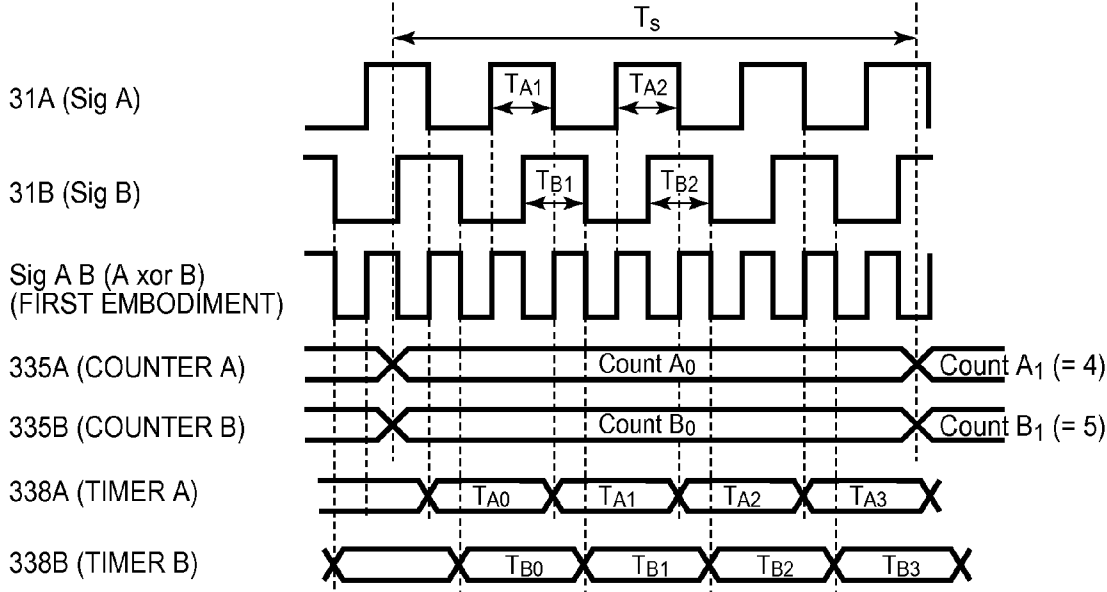 Ts
31A (Sig A)
TA1
TA2
31B (Sig B)
TB1
TB2
Sig A B (A xor B)
(FIRST EMBODIMENT)
335A (COUNTER A)
Count A0
Count A1 (= 4)
335B (COUNTER B)
Count B0
Count B1 (= 5)
338A (TIMER A)
TA0
TA1
TA2
TA3
338B (TIMER B)
TB0
TB1
TB2
TB3